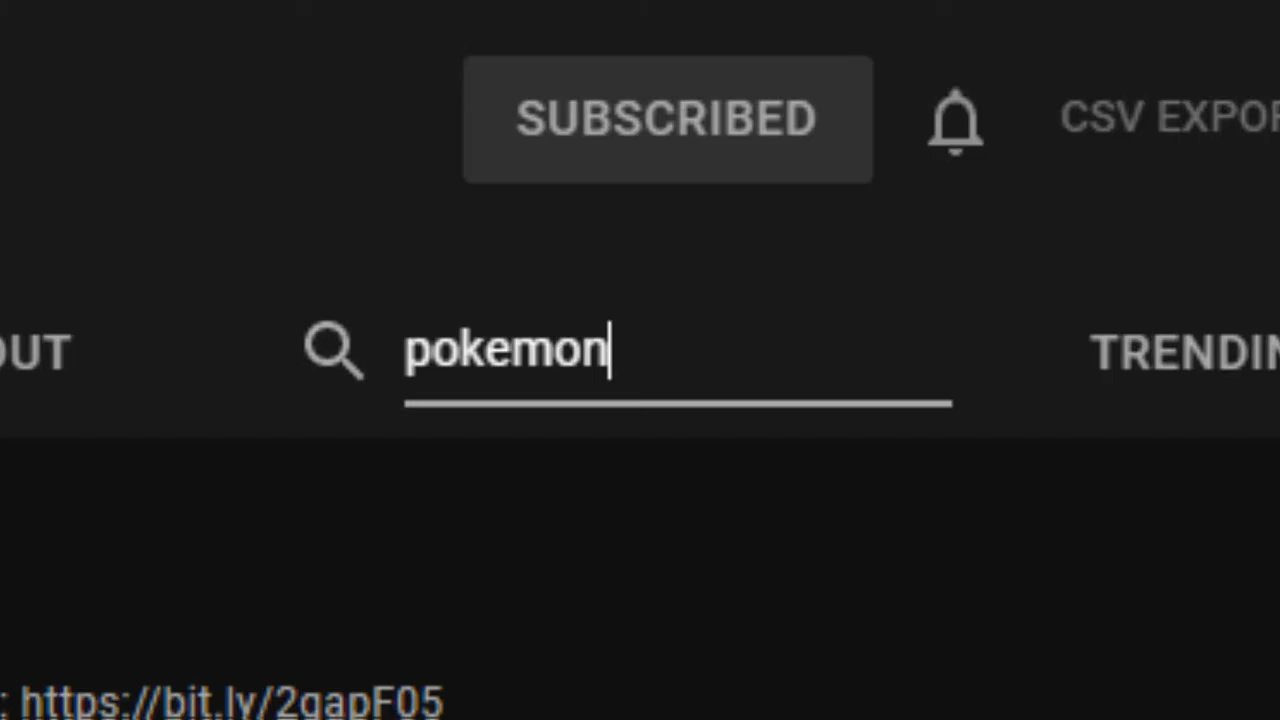 SUBSCRIBED CSV EXPOR
OUT pokemon TRENDIN
: https://bit.ly/2gapF05